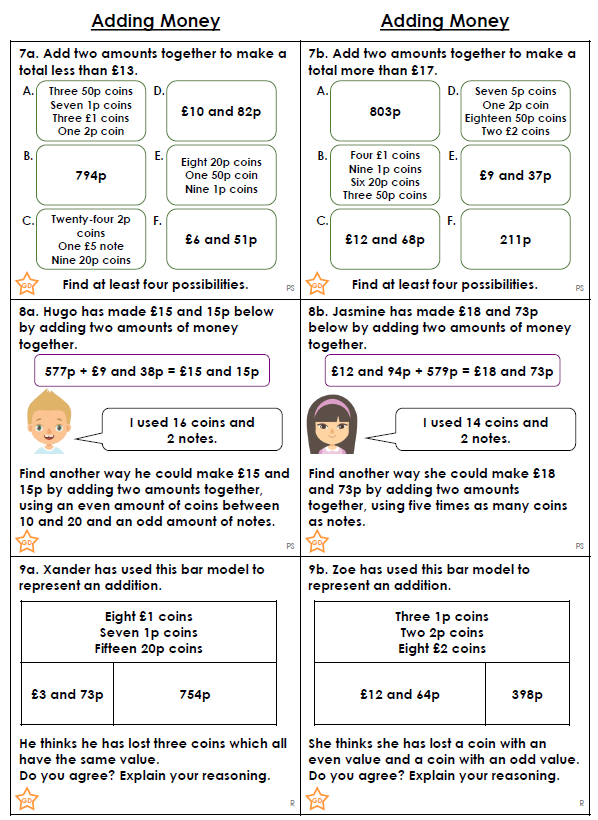 Adding Money
Adding Money
7a. Add two amounts together to make a
total less than £13.
A.
Three 50p coins
Seven 1p coins
Three £1 coins
One 2p coin
D.
£10 and 82p
B.
794p
E.
Eight 20p coins
One 50p coin
Nine 1p coins
C.
Twenty-four 2p
coins
One £5 note
Nine 20p coins
F.
£6 and 51p
GD
Find at least four possibilities.
PS
7b. Add two amounts together to make a
total more than £17.
A.
803p
D.
Seven 5p coins
One 2p coin
Eighteen 50p coins
Two £2 coins
B.
Four £1 coins
Nine 1p coins
Six 20p coins
Three 50p coins
E.
£9 and 37p
C.
£12 and 68p
F.
211p
GD
Find at least four possibilities.
PS
8a. Hugo has made £15 and 15p below
by adding two amounts of money
together.
577p + £9 and 38p = £15 and 15p
I used 16 coins and
2 notes.
Find another way he could make £15 and
15p by adding two amounts together,
using an even amount of coins between
10 and 20 and an odd amount of notes.
GD
PS
8b. Jasmine has made £18 and 73p
below by adding two amounts of money
together.
£12 and 94p + 579p = £18 and 73p
I used 14 coins and
2 notes.
Find another way she could make £18
and 73p by adding two amounts
together, using five times as many coins
as notes.
GD
PS
9a. Xander has used this bar model to
represent an addition.
Eight £1 coins
Seven 1p coins
Fifteen 20p coins
£3 and 73p
754p
He thinks he has lost three coins which all
have the same value.
Do you agree? Explain your reasoning.
GD
R
9b. Zoe has used this bar model to
represent an addition.
Three 1p coins
Two 2p coins
Eight £2 coins
£12 and 64p
398p
She thinks she has lost a coin with an
even value and a coin with an odd value.
Do you agree? Explain your reasoning.
GD
R